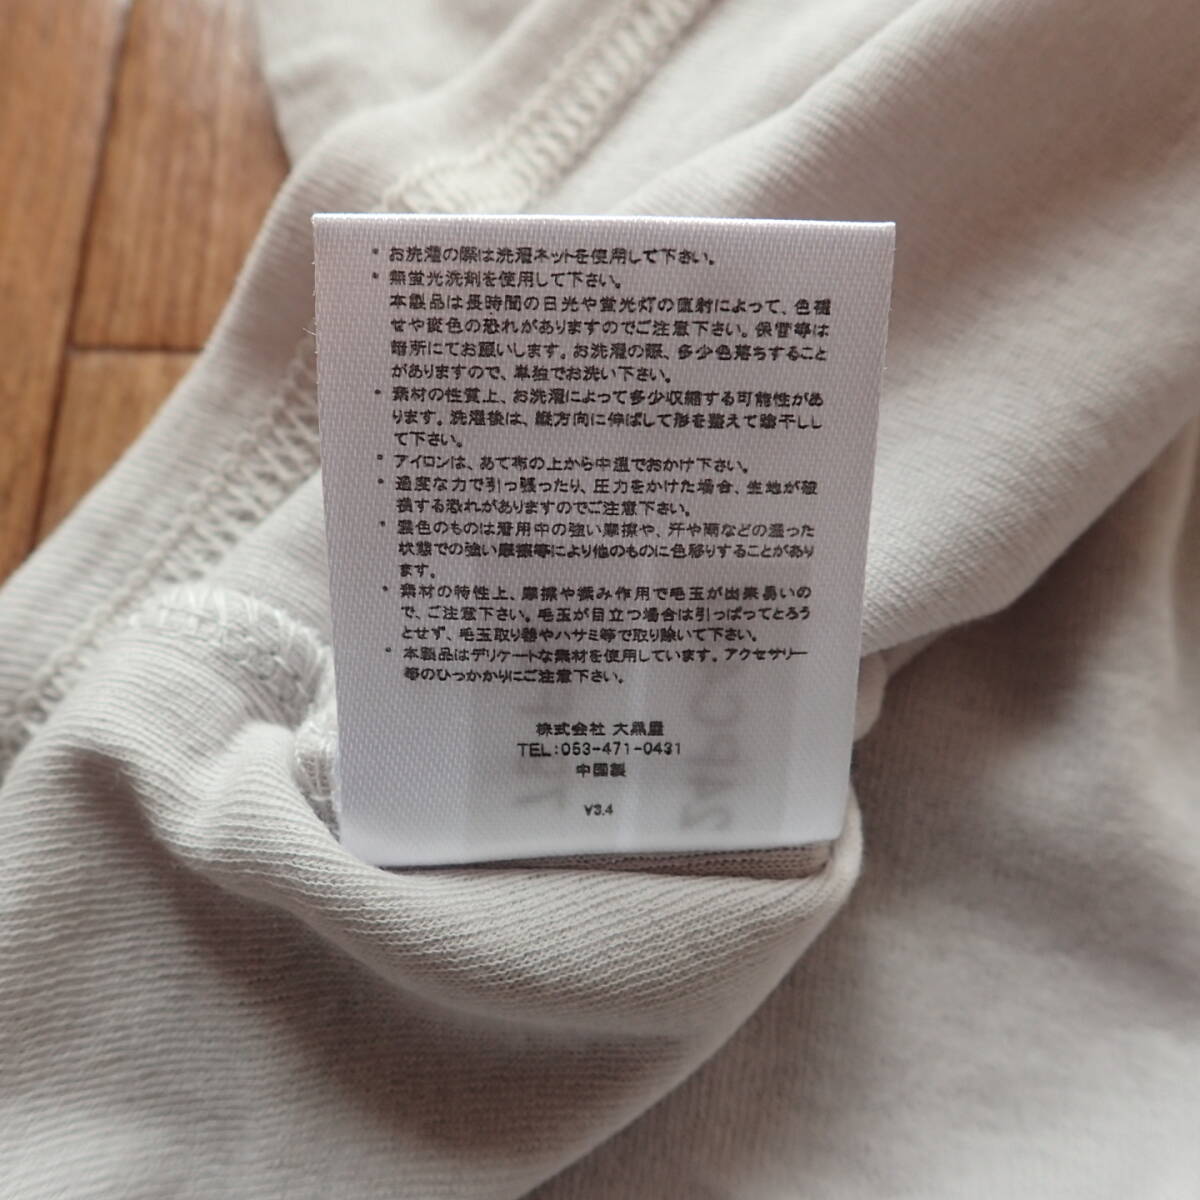 * お洗濯の際は洗濯ネットを使用して下さい。
* 無蛍光洗剤を使用して下さい。
本製品は長時間の日光や蛍光灯の直射によって、色褪
せや変色の恐れがありますのでご注意下さい。保管等は
暗所にてお願いします。お洗濯の際、多少色落ちすること
がありますので、単独でお洗い下さい。
* 素材の性質上、お洗濯によって多少収縮する可能性があ
ります。洗濯後は、縦方向に伸ばして形を整えて陰干しし
て下さい。
* アイロンは、あて布の上から中温でおかけ下さい。
* 過度な力で引っ張ったり、圧力をかけた場合、生地が破
損する恐れがありますのでご注意下さい。
* 濃色のものは着用中の強い摩擦や、汗や雨などの湿った
状態での強い摩擦等により他のものに色移りすることがあり
ます。
* 素材の特性上、摩擦や揉み作用で毛玉が出来易いの
で、ご注意下さい。毛玉が目立つ場合は引っぱってとろう
とせず、毛玉取り器やハサミ等で取り除いて下さい。
* 本製品はデリケートな素材を使用しています。アクセサリー
等のひっかかりにご注意下さい。
株式会社 大黒屋
TEL:053-471-0431
中国製
V3.4